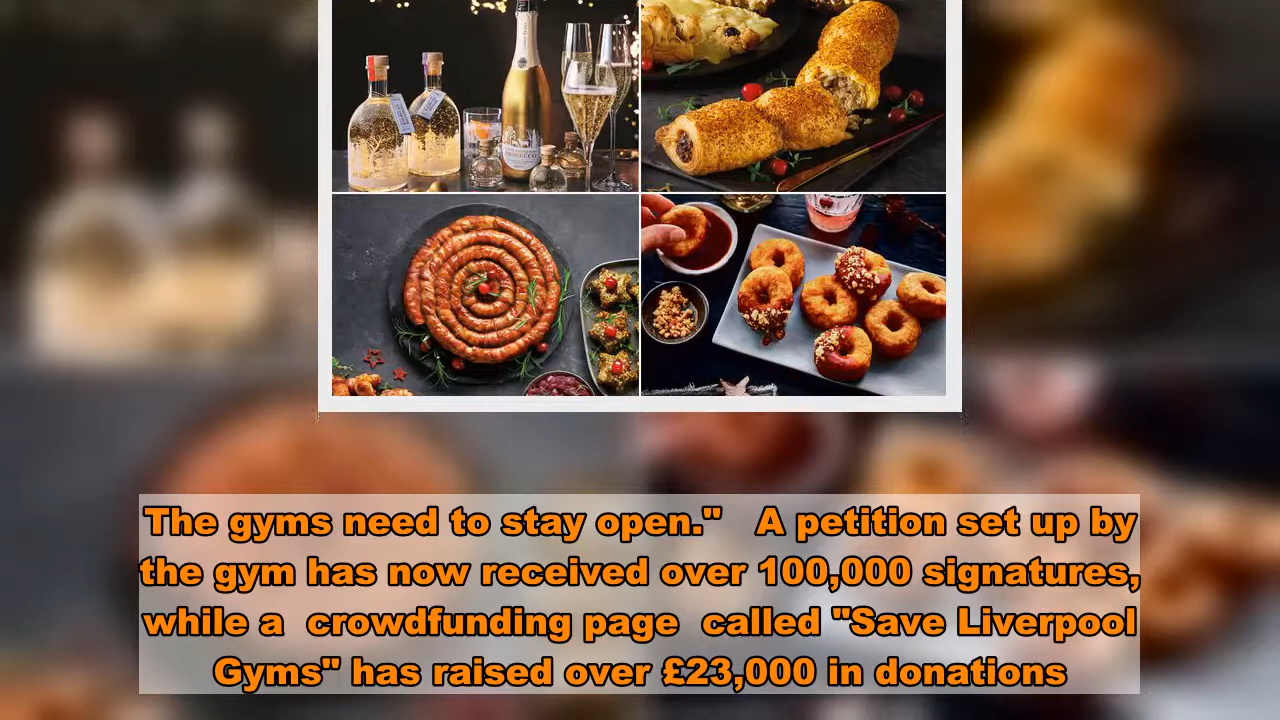 PROSECCO
The gyms need to stay open."   A petition set up by
the gym has now received over 100,000 signatures,
while a  crowdfunding page  called "Save Liverpool
Gyms" has raised over £23,000 in donations